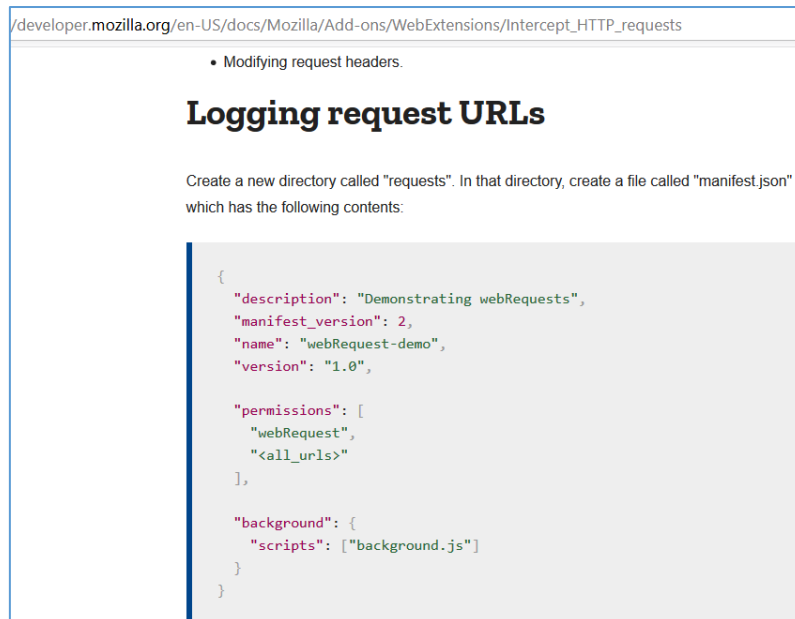 /developer.mozilla.org/en-US/docs/Mozilla/Add-ons/WebExtensions/Intercept_HTTP_requests
• Modifying request headers.
Logging request URLs
Create a new directory called "requests". In that directory, create a file called "manifest.json"
which has the following contents:
{
"description": "Demonstrating webRequests",
"manifest_version": 2,
"name": "webRequest-demo",
"version": "1.0",
"permissions": [
"webRequest",
"<all_urls>"
],
"background": {
"scripts": ["background.js"]
}
}